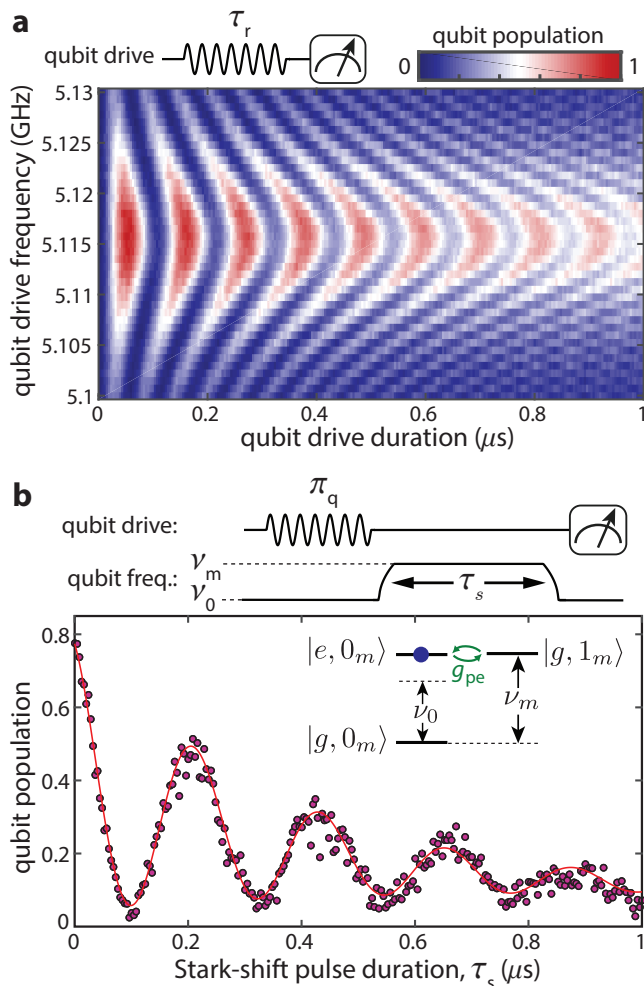 a
qubit drive
τr
qubit population
0 1
qubit drive frequency (GHz)
5.13
5.125
5.12
5.115
5.11
5.105
5.1
0 0.2 0.4 0.6 0.8 1
qubit drive duration (μs)
b
πq
qubit drive:
qubit freq.:
νm
ν0
τs
qubit population
0.8
0.6
0.4
0.2
0
|e, 0m⟩
gpe
|g, 1m⟩
ν0
νm
|g, 0m⟩
0 0.2 0.4 0.6 0.8 1
Stark-shift pulse duration, τs (μs)